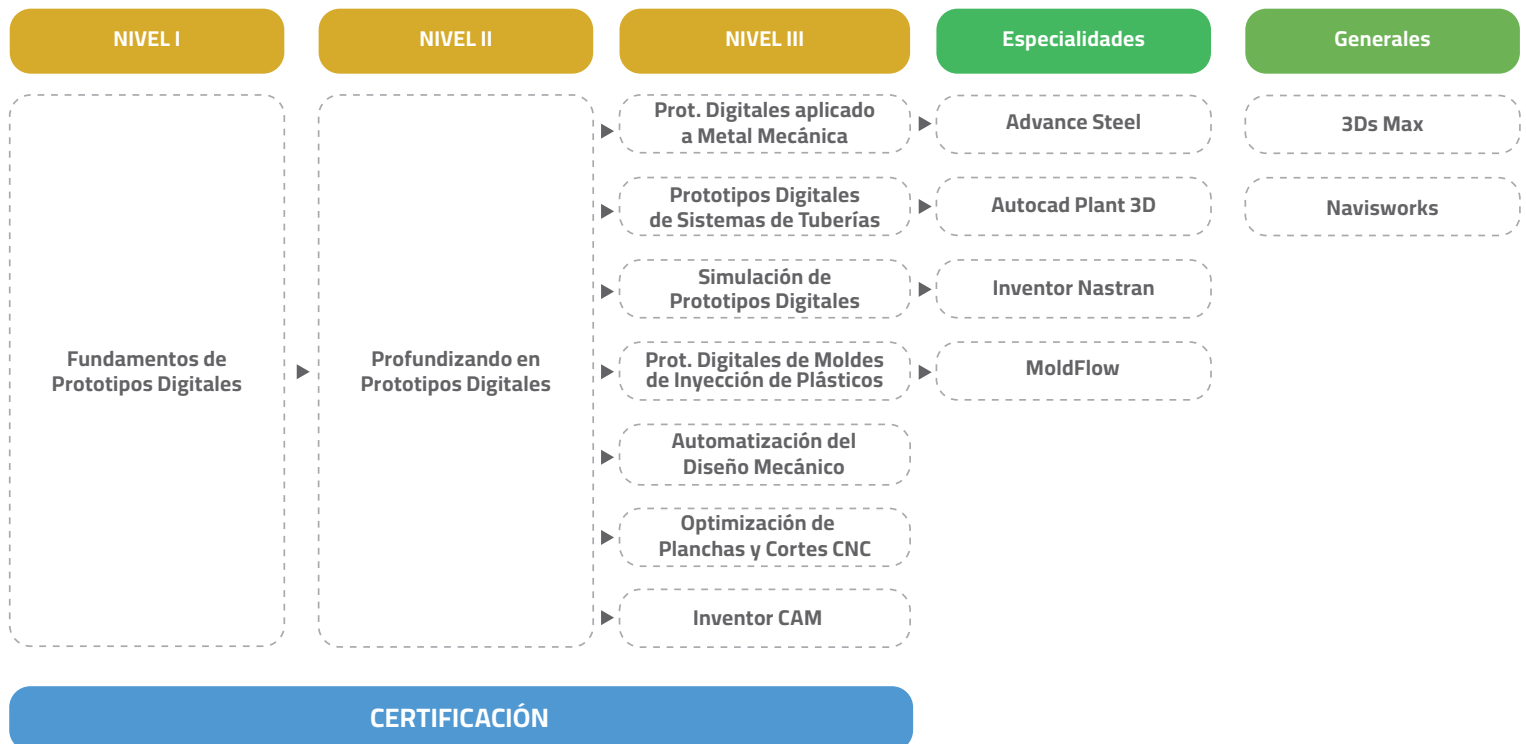 NIVEL I
NIVEL II
NIVEL III
Especialidades
Generales
Fundamentos de
Prototipos Digitales
Profundizando en
Prototipos Digitales
Prot. Digitales aplicado
a Metal Mecánica
Prototipos Digitales
de Sistemas de Tuberías
Simulación de
Prototipos Digitales
Prot. Digitales de Moldes
de Inyección de Plásticos
Automatización del
Diseño Mecánico
Optimización de
Planchas y Cortes CNC
Inventor CAM
Advance Steel
Autocad Plant 3D
Inventor Nastran
MoldFlow
3Ds Max
Navisworks
CERTIFICACIÓN